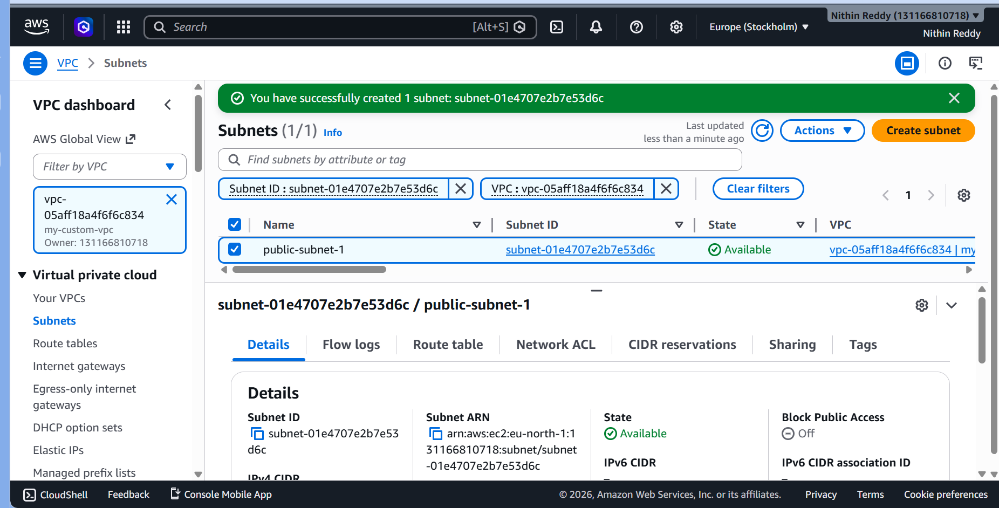 aws
Search
[Alt+S]
Europe (Stockholm)
Nithin Reddy (131166810718)
Nithin Reddy
VPC
Subnets
VPC dashboard
AWS Global View
Filter by VPC
vpc-
05aff18a4f6f6c834
my-custom-vpc
Owner: 131166810718
Virtual private cloud
Your VPCs
Subnets
Route tables
Internet gateways
Egress-only internet
gateways
DHCP option sets
Elastic IPs
Managed prefix lists
You have successfully created 1 subnet: subnet-01e4707e2b7e53d6c
Subnets (1/1) Info
Last updated
less than a minute ago
Actions
Create subnet
Find subnets by attribute or tag
Subnet ID : subnet-01e4707e2b7e53d6c
VPC : vpc-05aff18a4f6f6c834
Clear filters
1
Name
Subnet ID
State
VPC
public-subnet-1
subnet-01e4707e2b7e53d6c
Available
vpc-05aff18a4f6f6c834 | my
subnet-01e4707e2b7e53d6c / public-subnet-1
Details
Flow logs
Route table
Network ACL
CIDR reservations
Sharing
Tags
Details
Subnet ID
subnet-01e4707e2b7e53
d6c
IPv4 CIDR
Subnet ARN
arn:aws:ec2:eu-north-1:1
31166810718:subnet/subnet
-01e4707e2b7e53d6c
State
Available
IPv6 CIDR
–
Block Public Access
Off
IPv6 CIDR association ID
–
CloudShell
Feedback
Console Mobile App
© 2026, Amazon Web Services, Inc. or its affiliates.
Privacy
Terms
Cookie preferences